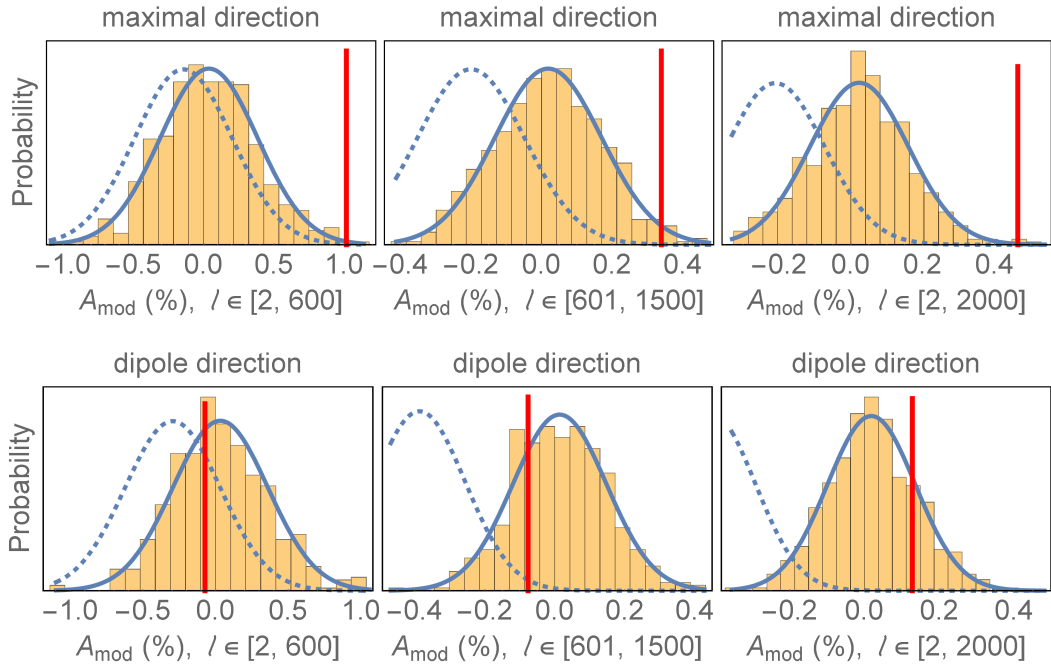 maximal direction maximal direction maximal direction
Probability
−1.0 −0.5 0.0 0.5 1.0 −0.4 −0.2 0.0 0.2 0.4 −0.2 0.0 0.2 0.4
A_mod (%), ℓ ∈ [2, 600] A_mod (%), ℓ ∈ [601, 1500] A_mod (%), ℓ ∈ [2, 2000]
dipole direction dipole direction dipole direction
Probability
−1.0 −0.5 0.0 0.5 1.0 −0.4 −0.2 0.0 0.2 0.4 −0.2 0.0 0.2 0.4
A_mod (%), ℓ ∈ [2, 600] A_mod (%), ℓ ∈ [601, 1500] A_mod (%), ℓ ∈ [2, 2000]